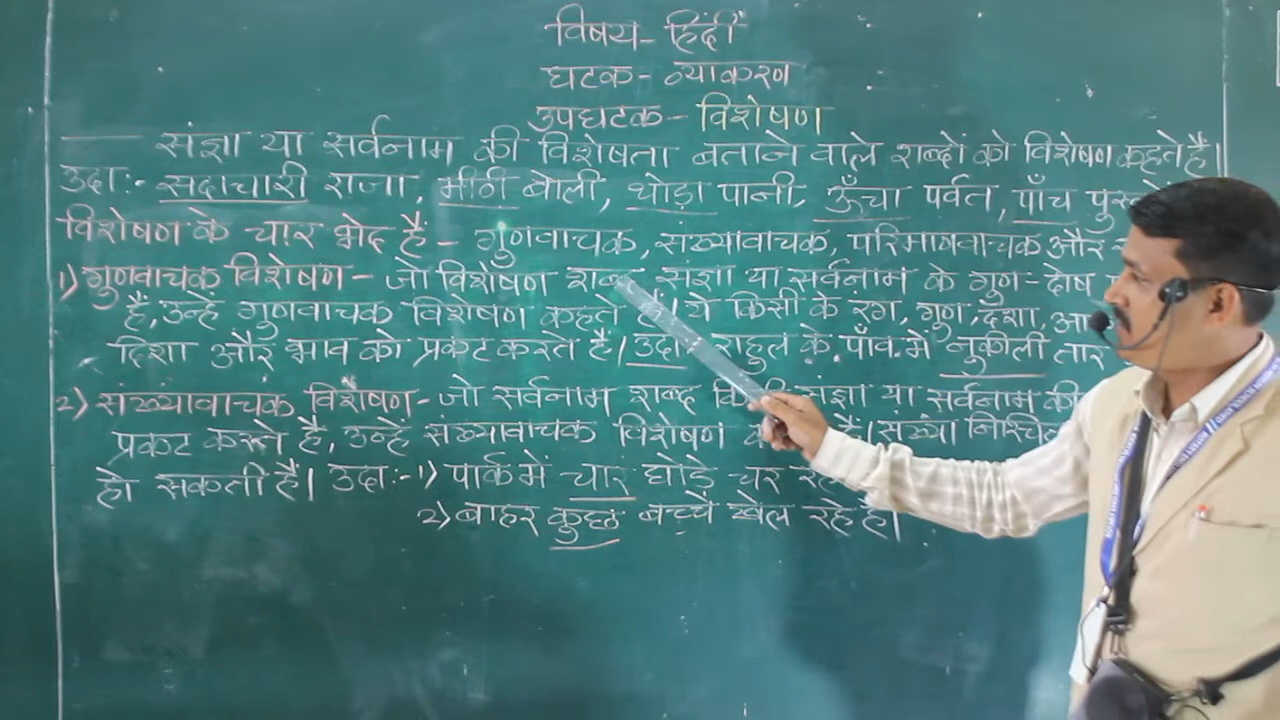 विषय- हिंदी
घटक- व्याकरण
उपघटक- विशेषण
संज्ञा या सर्वनाम की विशेषता बताने वाले शब्दों को विशेषण कहते हैं।
उदा:- सदाचारी राजा, मीठी बोली, थोड़ा पानी, ऊँचा पर्वत, पाँच
विशेषण के चार भेद हैं- गुणवाचक, संख्यावाचक, परिमाणवाचक और
1) गुणवाचक विशेषण- जो विशेषण शब्द संज्ञा या सर्वनाम के गुण-दोष
है, उन्हे गुणवाचक विशेषण कहते हैं। ये किसी के रंग, गुण, दशा, आ
दिशा और भाव को प्रकट करते है। उदा राहुल के पाँव में नुकीली तार
2) संख्यावाचक विशेषण- जो सर्वनाम शब्द संज्ञा या सर्वनाम की
प्रकट करते है, उन्हें संख्यावाचक विशेषण हैं। संख्या
हो सकती है। उदा:- 1) पार्क में चार घोड़े चर
2) बाहर कुछ बच्चें खेल रहे है।